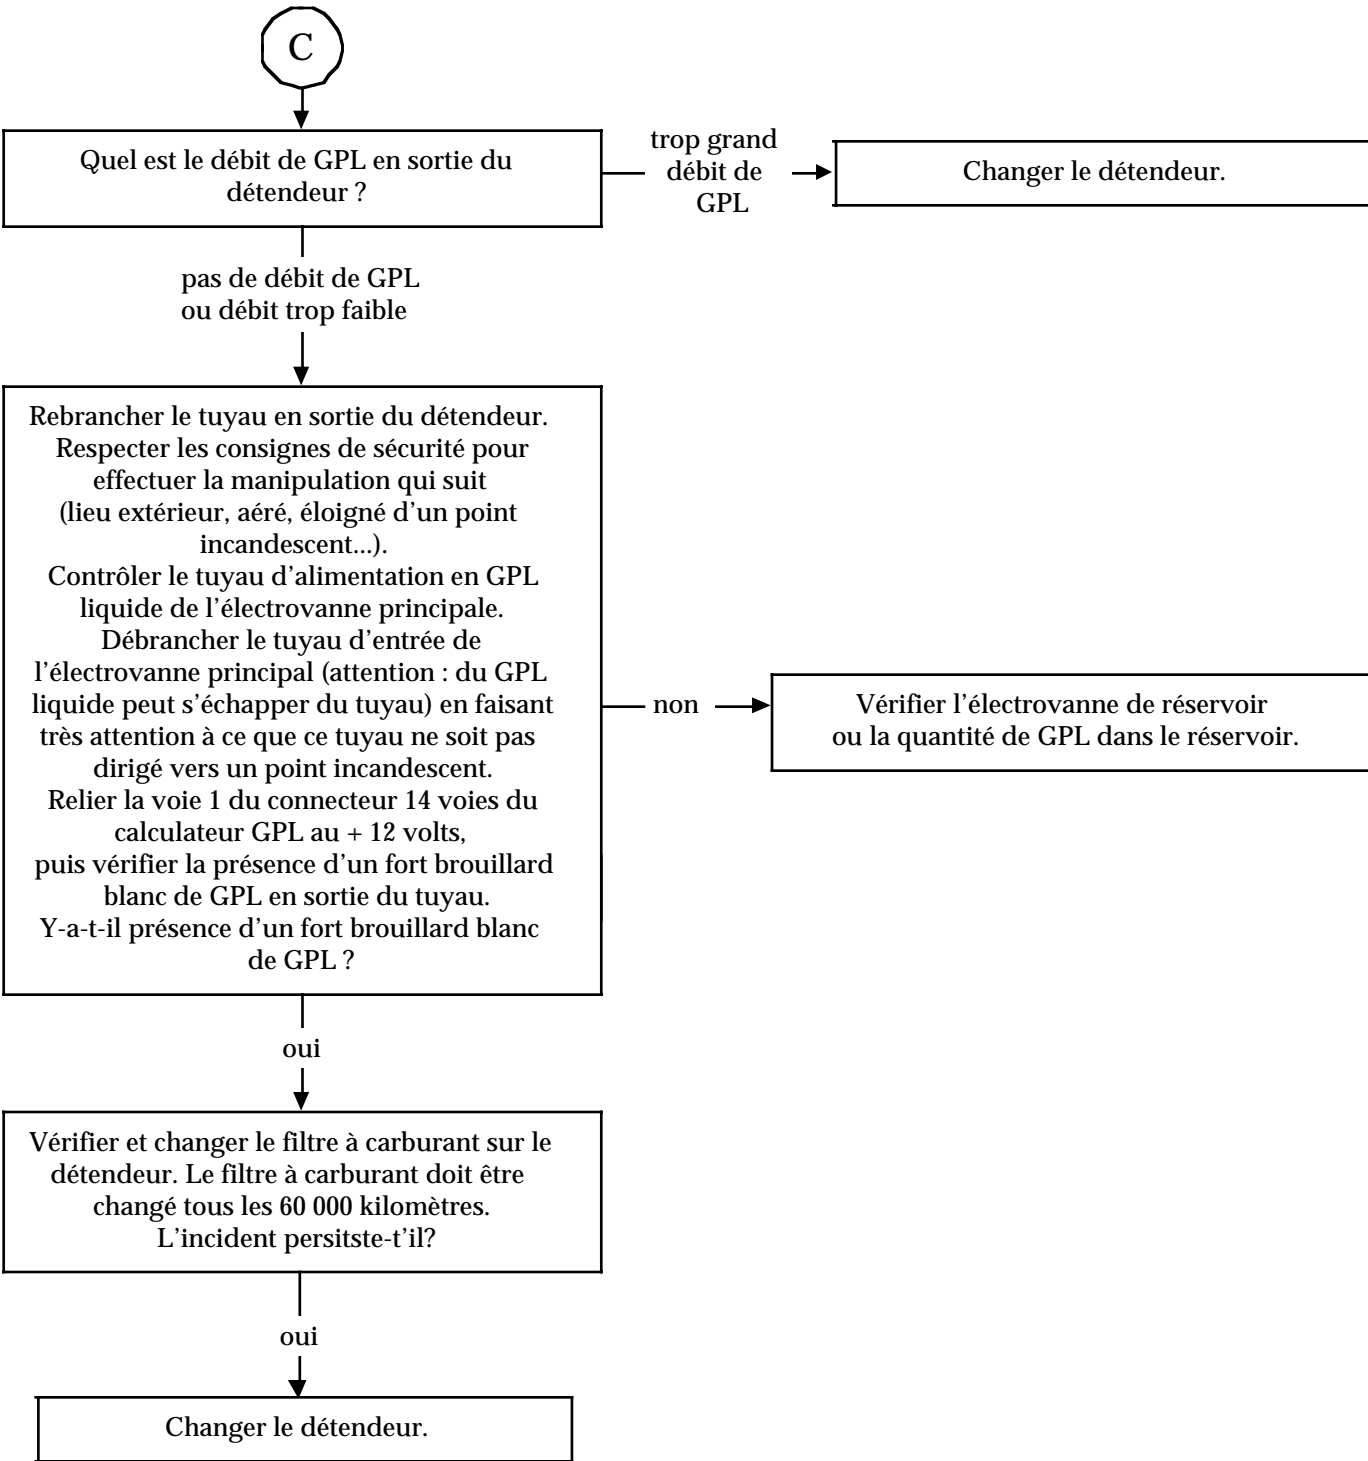 C
Quel est le débit de GPL en sortie du
détendeur ?
trop grand
débit de
GPL
Changer le détendeur.
pas de débit de GPL
ou débit trop faible
Rebrancher le tuyau en sortie du détendeur.
Respecter les consignes de sécurité pour
effectuer la manipulation qui suit
(lieu extérieur, aéré, éloigné d’un point
incandescent...).
Contrôler le tuyau d’alimentation en GPL
liquide de l’électrovanne principale.
Débrancher le tuyau d’entrée de
l’électrovanne principal (attention : du GPL
liquide peut s’échapper du tuyau) en faisant
très attention à ce que ce tuyau ne soit pas
dirigé vers un point incandescent.
Relier la voie 1 du connecteur 14 voies du
calculateur GPL au + 12 volts,
puis vérifier la présence d’un fort brouillard
blanc de GPL en sortie du tuyau.
Y-a-t-il présence d’un fort brouillard blanc
de GPL ?
non
Vérifier l’électrovanne de réservoir
ou la quantité de GPL dans le réservoir.
oui
Vérifier et changer le filtre à carburant sur le
détendeur. Le filtre à carburant doit être
changé tous les 60 000 kilomètres.
L’incident persitste-t’il?
oui
Changer le détendeur.